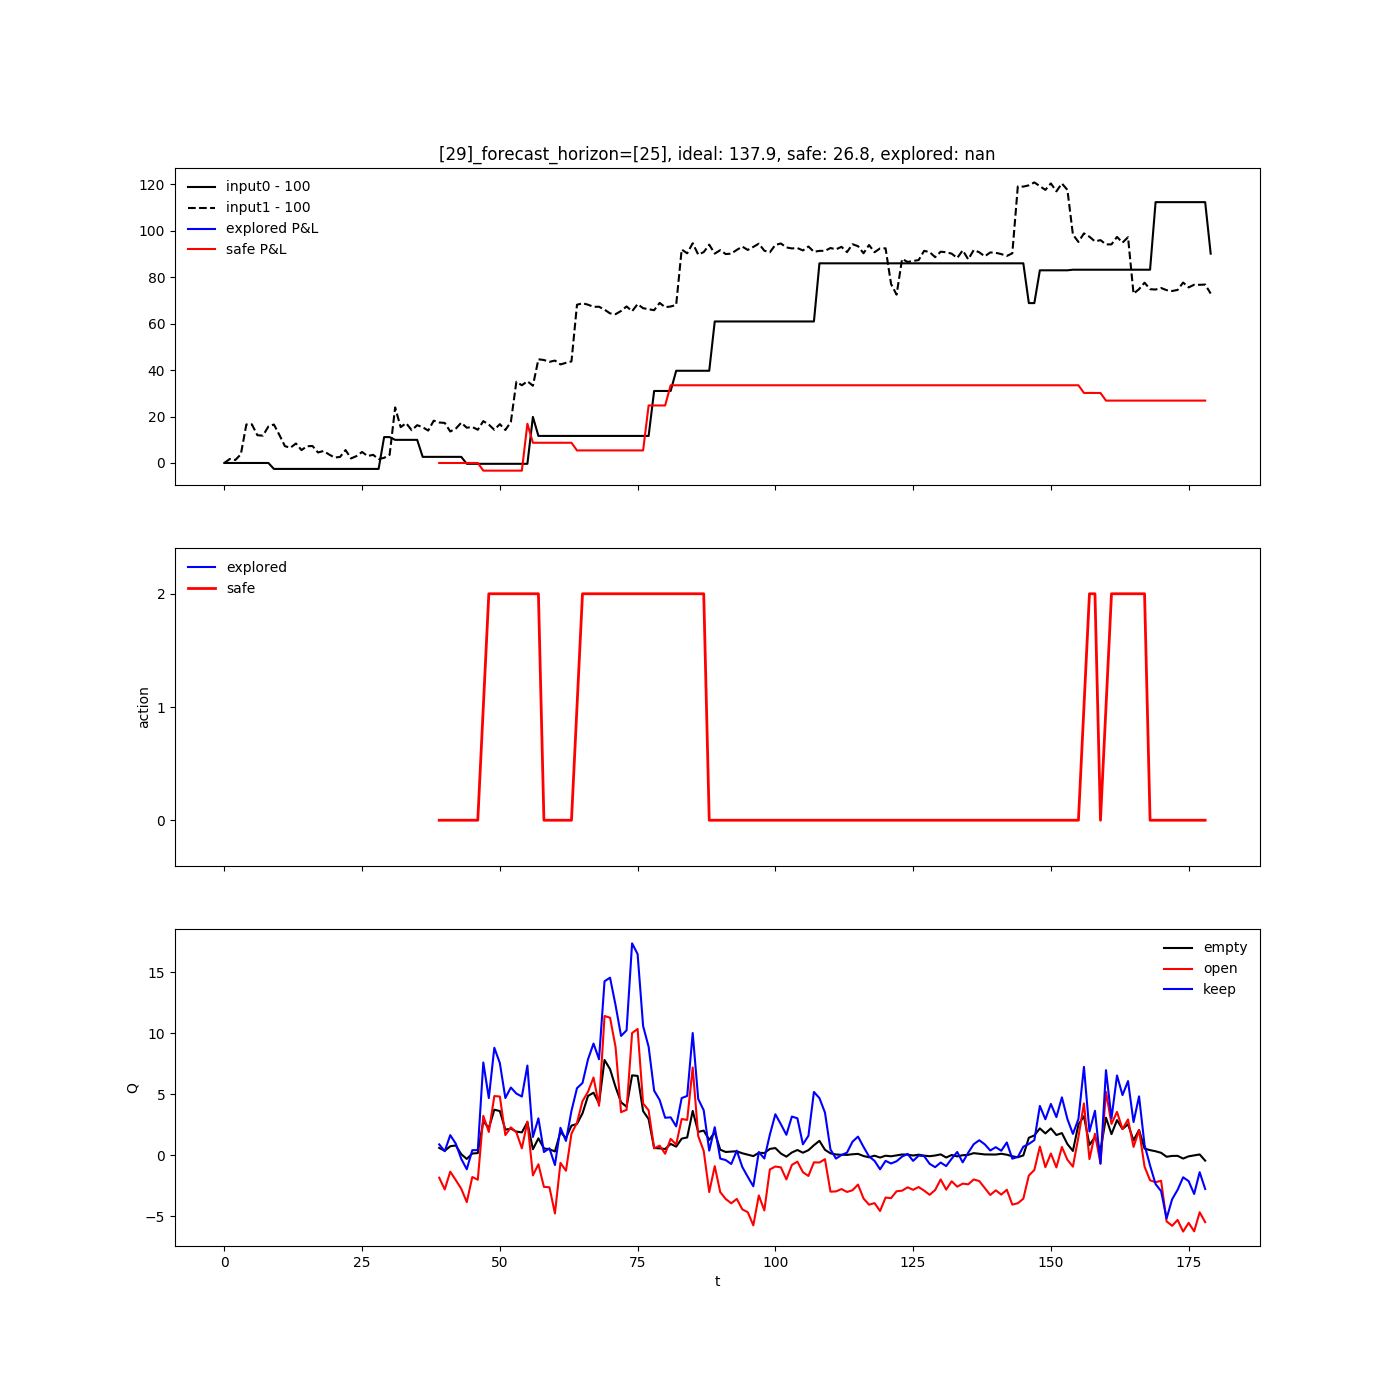 [29]_forecast_horizon=[25], ideal: 137.9, safe: 26.8, explored: nan
input0 - 100
input1 - 100
explored P&L
safe P&L
120
100
80
60
40
20
0
explored
safe
action
2
1
0
empty
open
keep
Q
15
10
5
0
−5
0 25 50 75 100 125 150 175
t